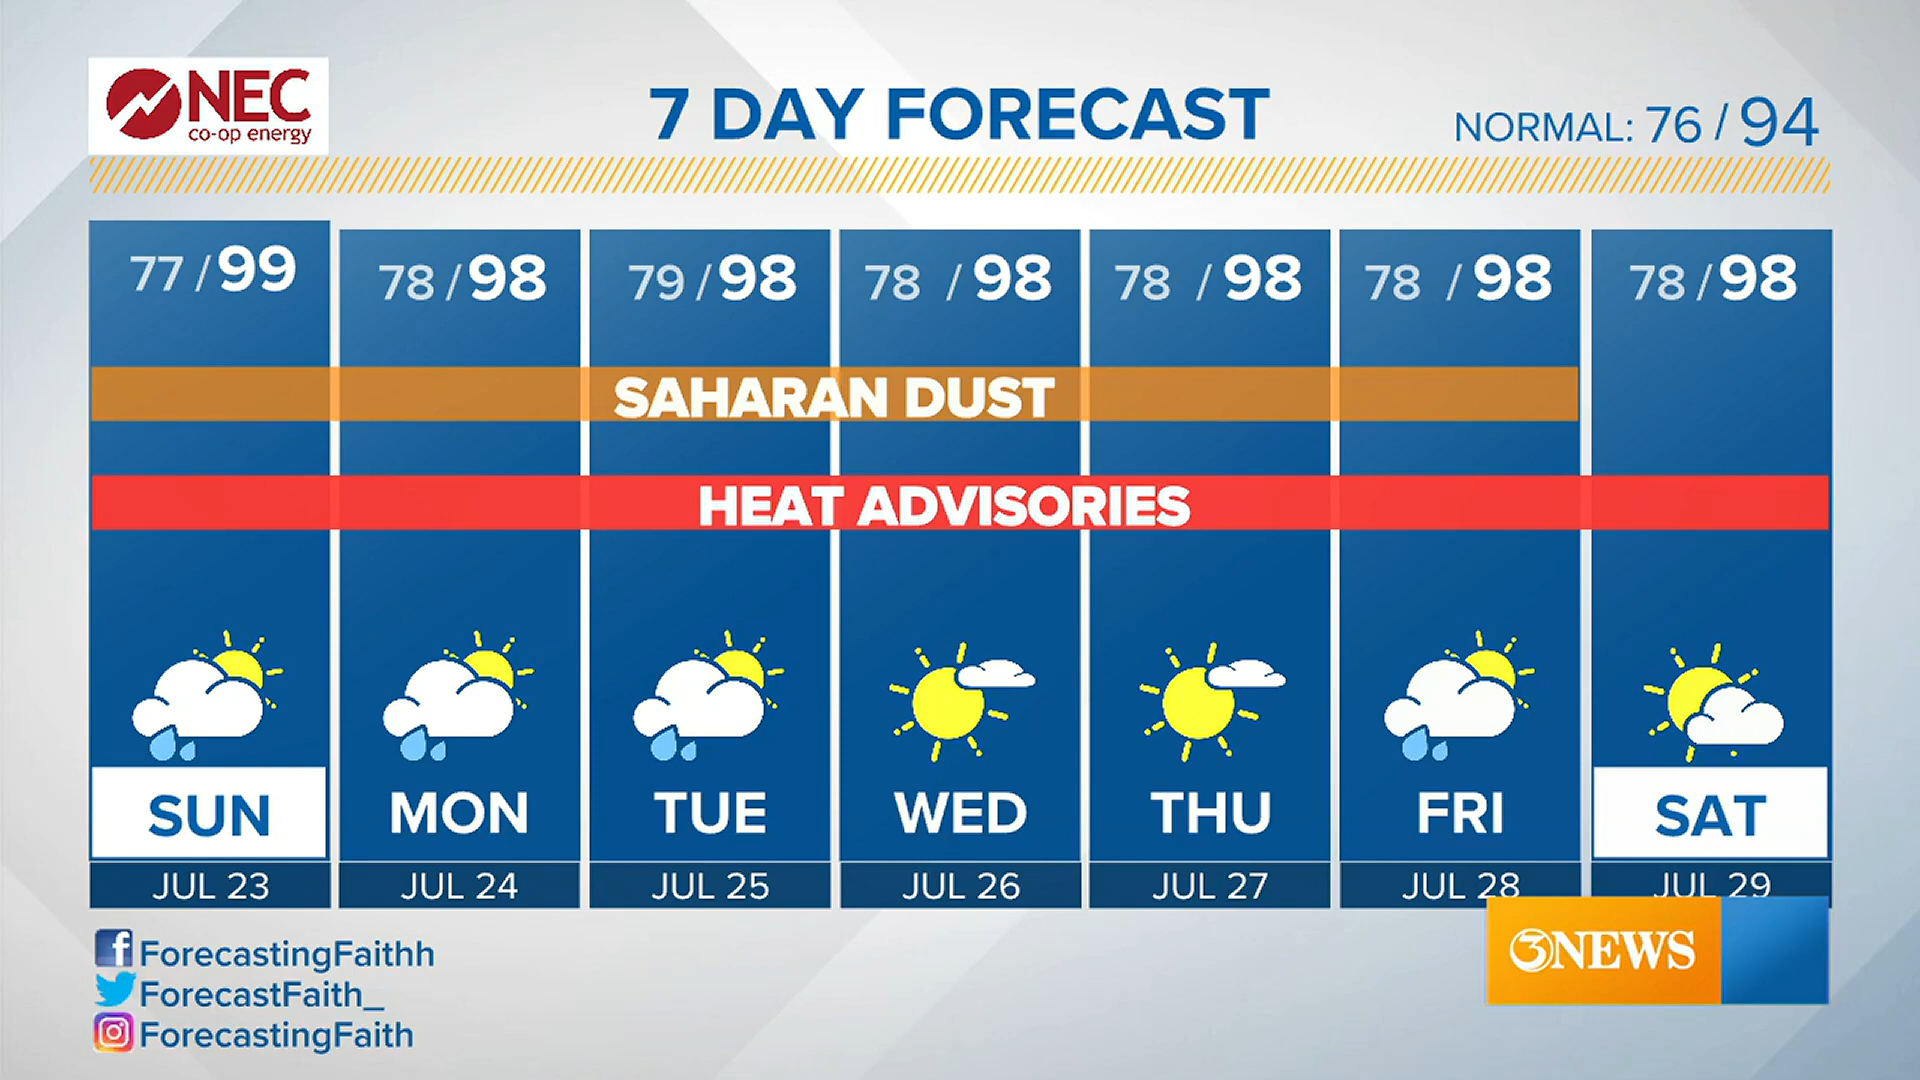 NEC
co-op energy
7 DAY FORECAST
NORMAL: 76 / 94
77 / 99
78 / 98
79 / 98
78 / 98
78 / 98
78 / 98
78 / 98
SAHARAN DUST
HEAT ADVISORIES
SUN
MON
TUE
WED
THU
FRI
SAT
JUL 23
JUL 24
JUL 25
JUL 26
JUL 27
JUL 28
JUL 29
f ForecastingFaithh
ForecastFaith_
ForecastingFaith
3NEWS